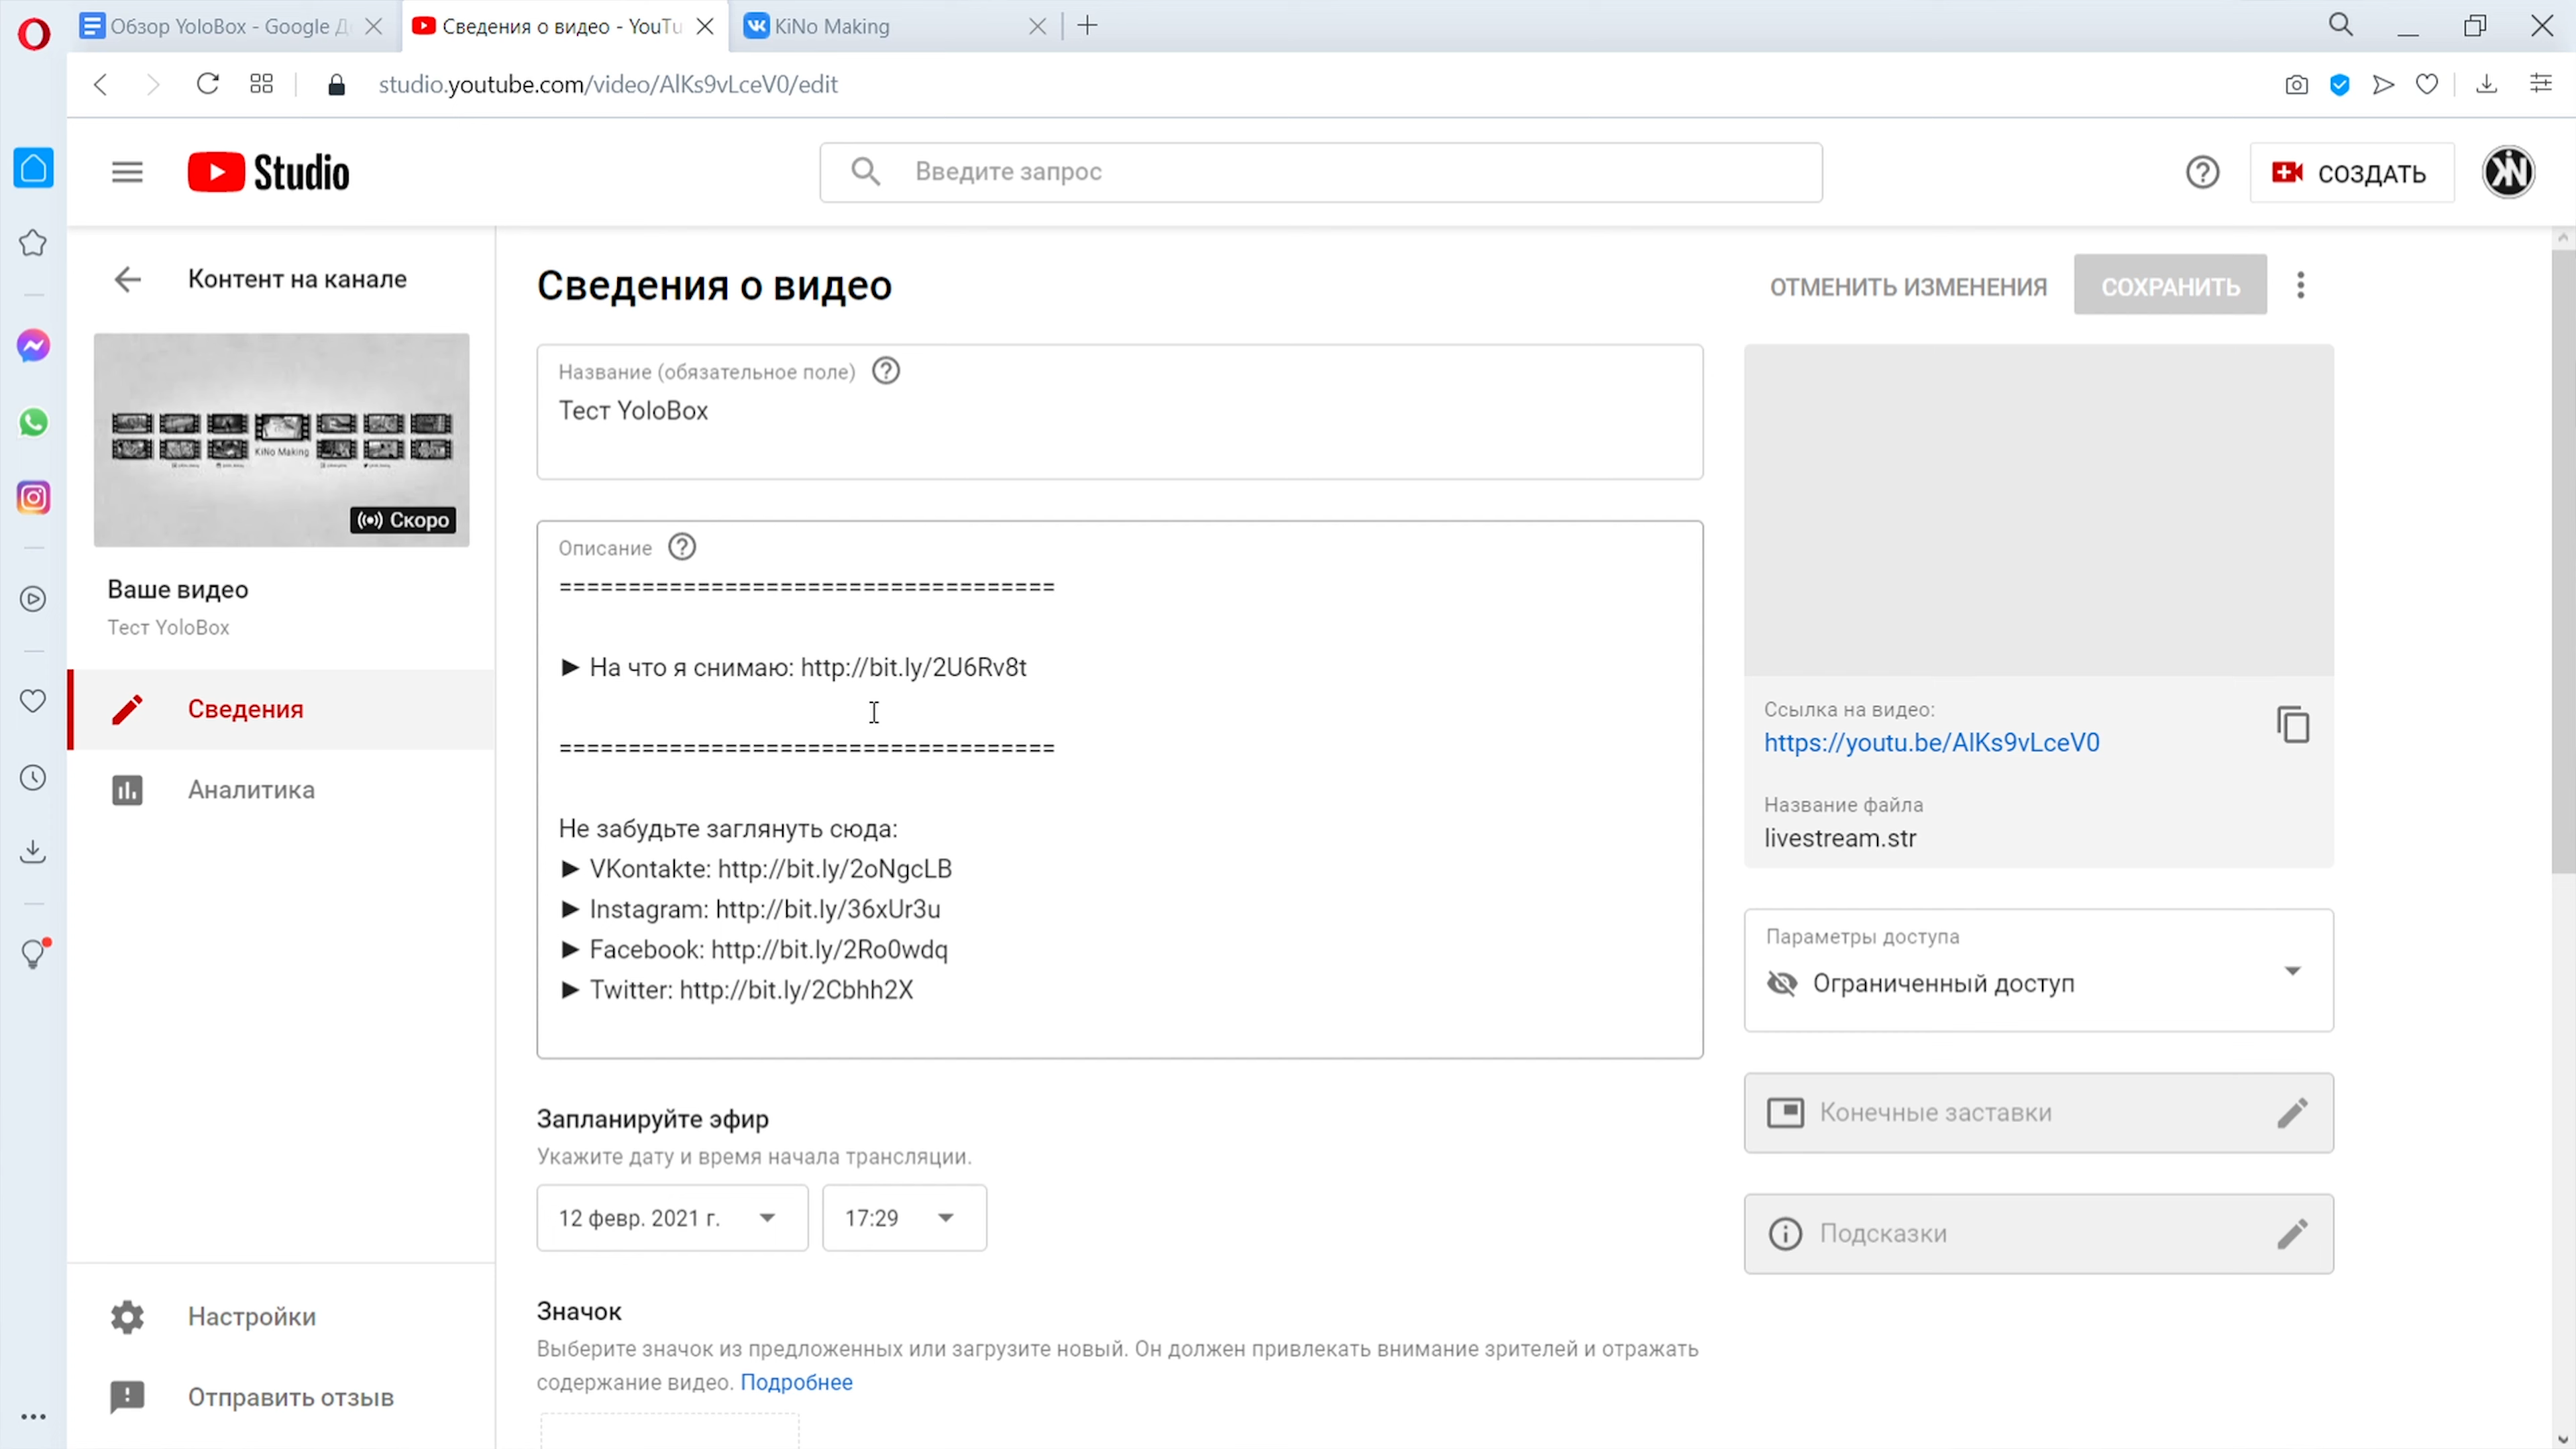 Обзор YoloBox - Google Д
Сведения о видео - YouTu
KiNo Making
studio.youtube.com/video/AlKs9vLceV0/edit
Studio
Введите запрос
СОЗДАТЬ
Контент на канале
KiNo Making
Скоро
Ваше видео
Тест YoloBox
Сведения
Аналитика
Настройки
Отправить отзыв
Сведения о видео
ОТМЕНИТЬ ИЗМЕНЕНИЯ
СОХРАНИТЬ
Название (обязательное поле)
Тест YoloBox
Описание
====================================
► На что я снимаю: http://bit.ly/2U6Rv8t
====================================
Не забудьте заглянуть сюда:
► VKontakte: http://bit.ly/2oNgcLB
► Instagram: http://bit.ly/36xUr3u
► Facebook: http://bit.ly/2Ro0wdq
► Twitter: http://bit.ly/2Cbhh2X
Запланируйте эфир
Укажите дату и время начала трансляции.
12 февр. 2021 г.
17:29
Значок
Выберите значок из предложенных или загрузите новый. Он должен привлекать внимание зрителей и отражать
содержание видео. Подробнее
Ссылка на видео:
https://youtu.be/AlKs9vLceV0
Название файла
livestream.str
Параметры доступа
Ограниченный доступ
Конечные заставки
Подсказки